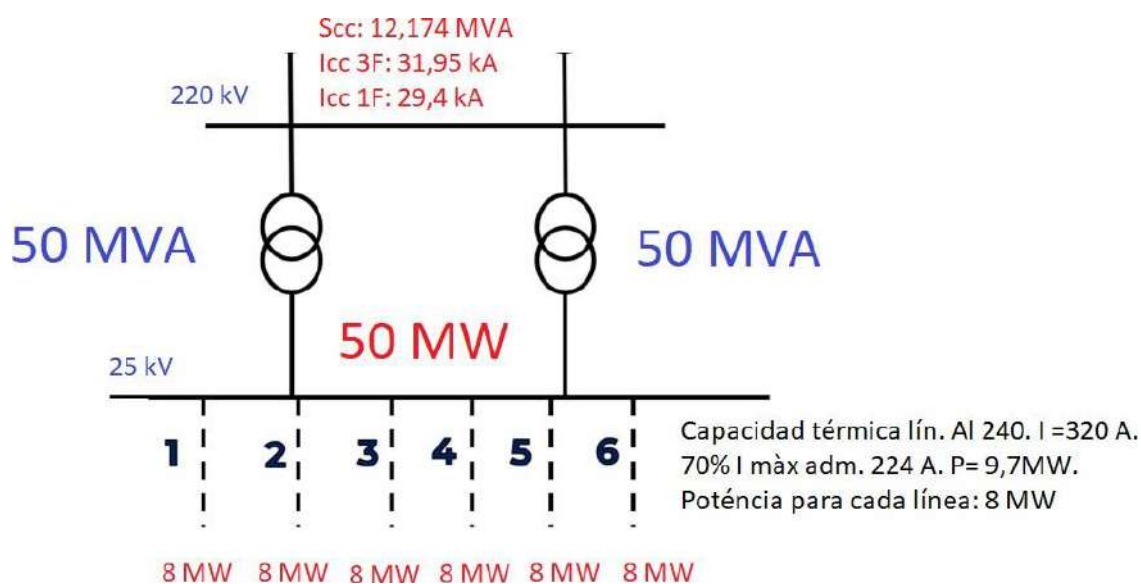 Scc: 12,174 MVA
Icc 3F: 31,95 kA
Icc 1F: 29,4 kA
220 kV
50 MVA
50 MVA
50 MW
25 kV
1 2 3 4 5 6
Capacidad térmica lín. Al 240. I =320 A.
70% I màx adm. 224 A. P= 9,7MW.
Poténcia para cada línea: 8 MW
8 MW 8 MW 8 MW 8 MW 8 MW 8 MW